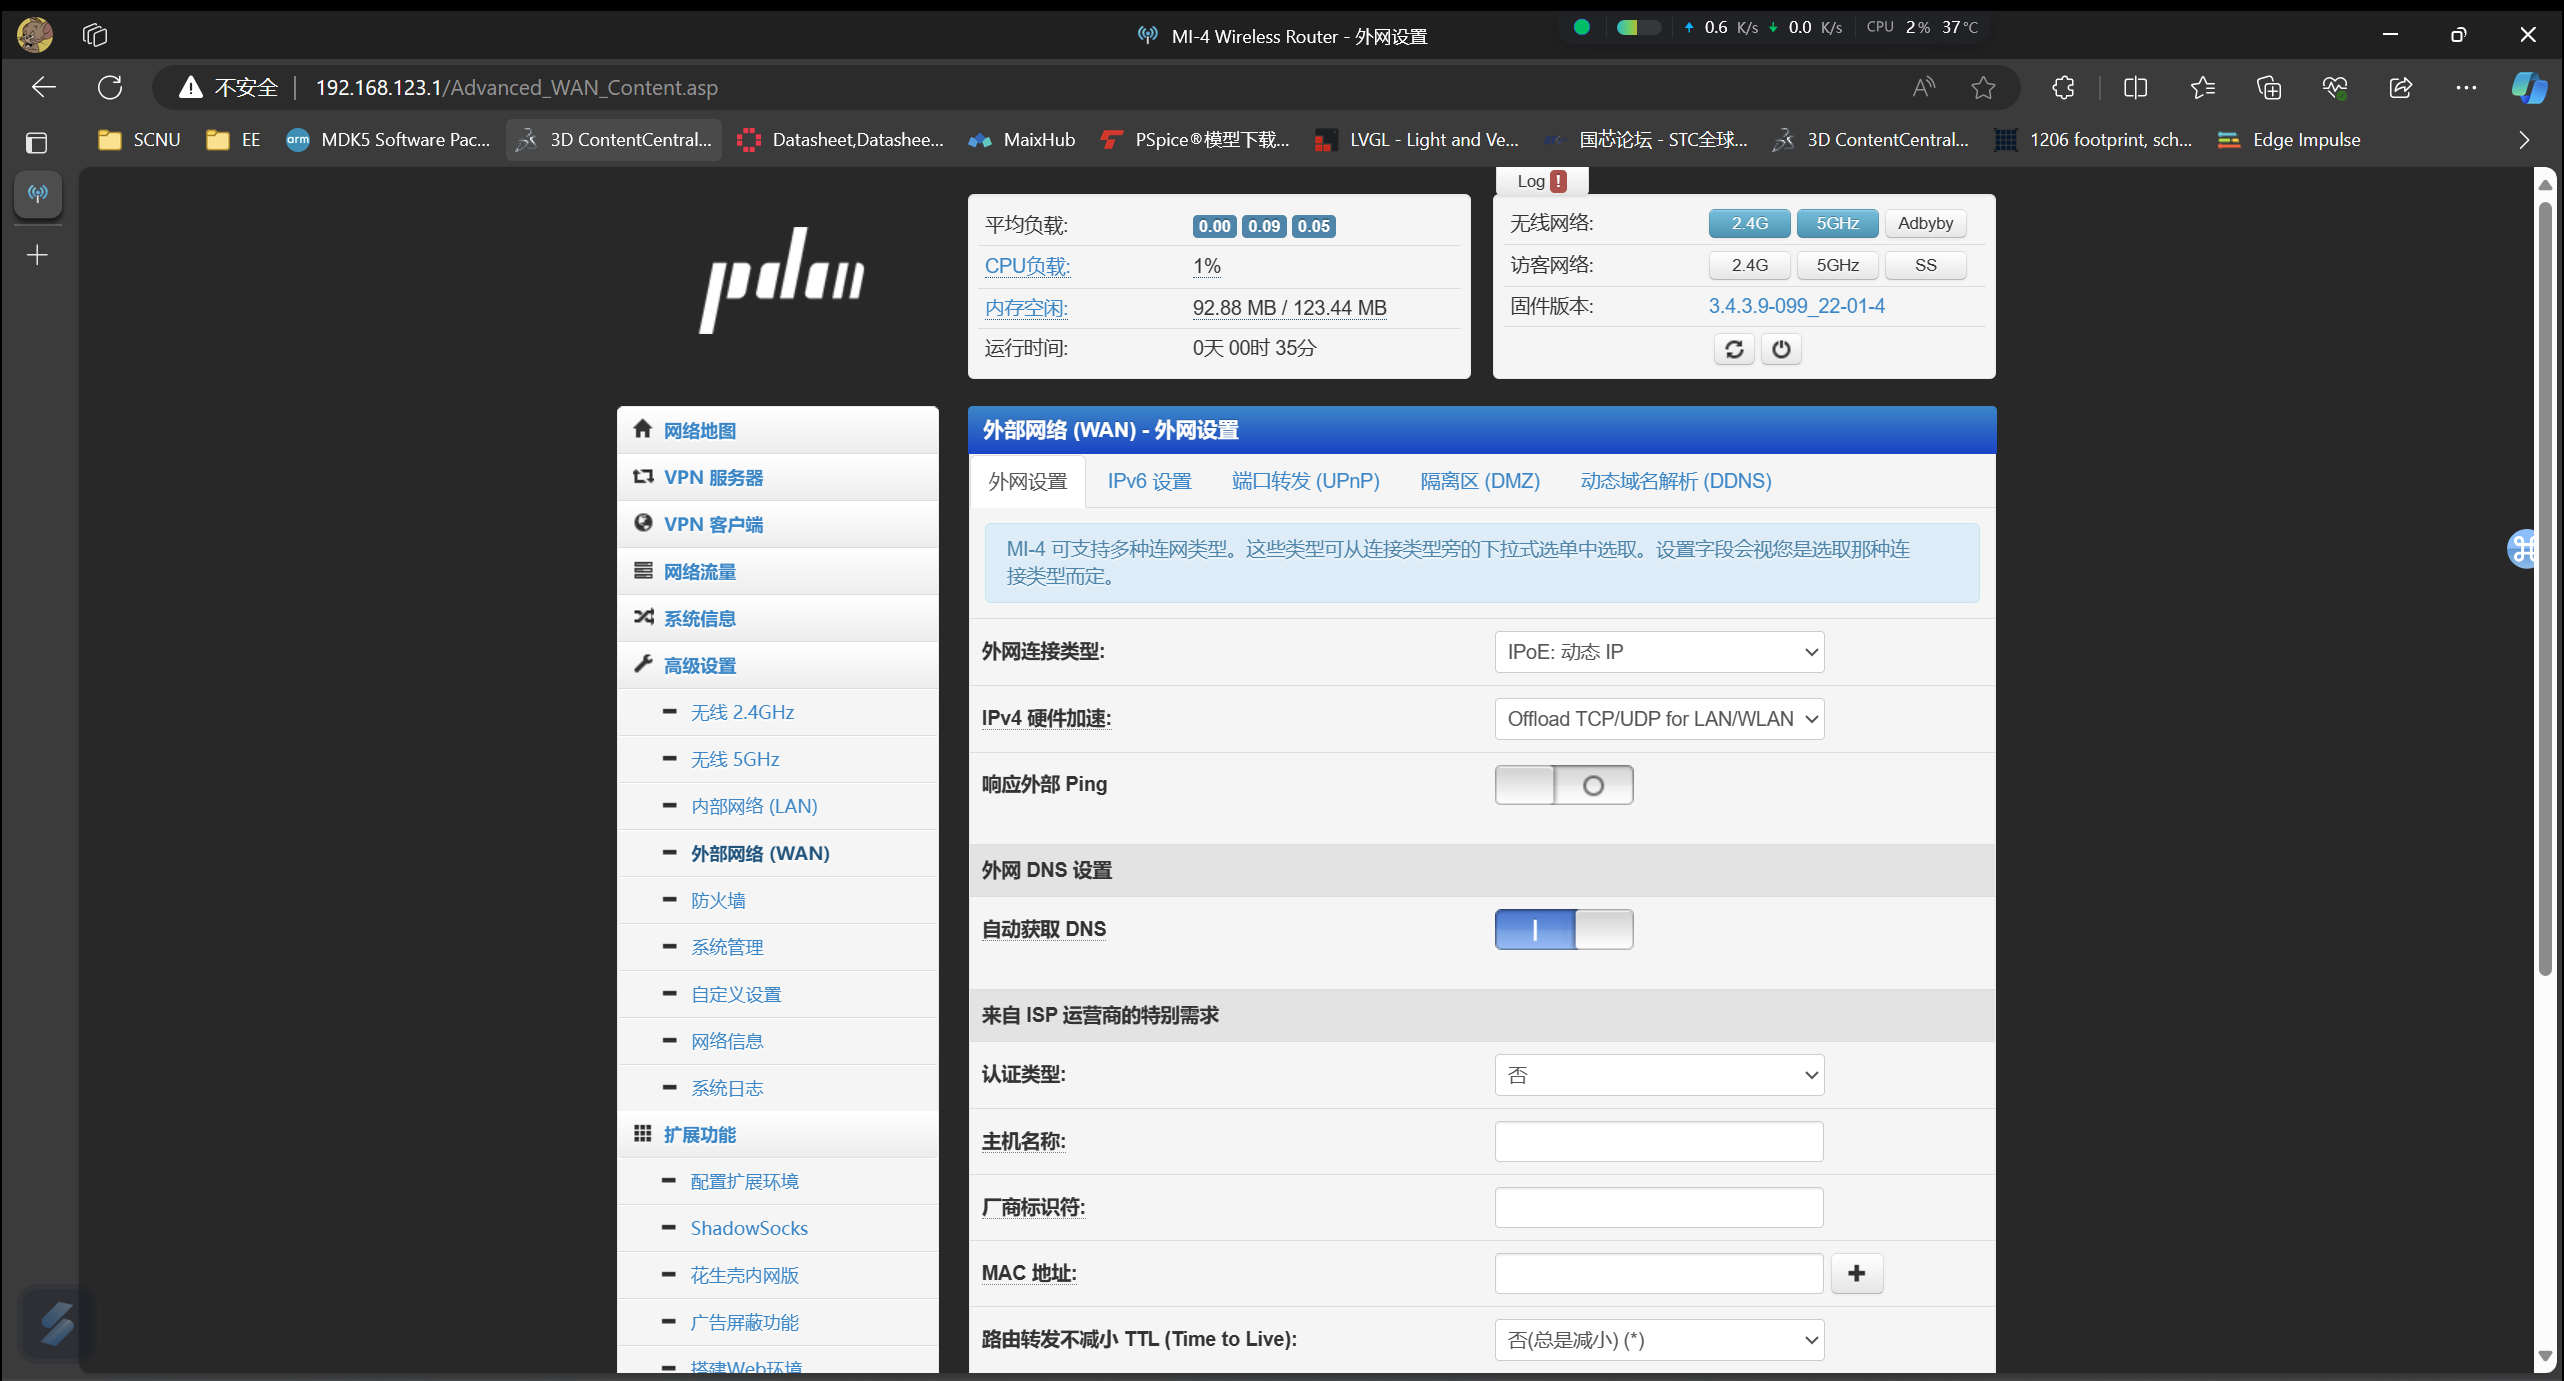 MI-4 Wireless Router - 外网设置
0.6 K/s 0.0 K/s CPU 2% 37°C
不安全 192.168.123.1/Advanced_WAN_Content.asp
SCNU EE MDK5 Software Pac... 3D ContentCentral... Datasheet,Datashee... MaixHub PSpice®模型下载... LVGL - Light and Ve... 国芯论坛 - STC全球... 3D ContentCentral... 1206 footprint, sch... Edge Impulse
Log !
平均负载: 0.00 0.09 0.05
CPU负载: 1%
内存空闲: 92.88 MB / 123.44 MB
运行时间: 0天 00时 35分
无线网络: 2.4G 5GHz Adbyby
访客网络: 2.4G 5GHz SS
固件版本: 3.4.3.9-099_22-01-4
网络地图
VPN 服务器
VPN 客户端
网络流量
系统信息
高级设置
无线 2.4GHz
无线 5GHz
内部网络 (LAN)
外部网络 (WAN)
防火墙
系统管理
自定义设置
网络信息
系统日志
扩展功能
配置扩展环境
ShadowSocks
花生壳内网版
广告屏蔽功能
搭建Web环境
外部网络 (WAN) - 外网设置
外网设置 IPv6 设置 端口转发 (UPnP) 隔离区 (DMZ) 动态域名解析 (DDNS)
MI-4 可支持多种连网类型。这些类型可从连接类型旁的下拉式选单中选取。设置字段会视您是选取那种连
接类型而定。
外网连接类型: IPoE: 动态 IP
IPv4 硬件加速: Offload TCP/UDP for LAN/WLAN
响应外部 Ping
外网 DNS 设置
自动获取 DNS
来自 ISP 运营商的特别需求
认证类型: 否
主机名称:
厂商标识符:
MAC 地址:
路由转发不减小 TTL (Time to Live): 否(总是减小) (*)